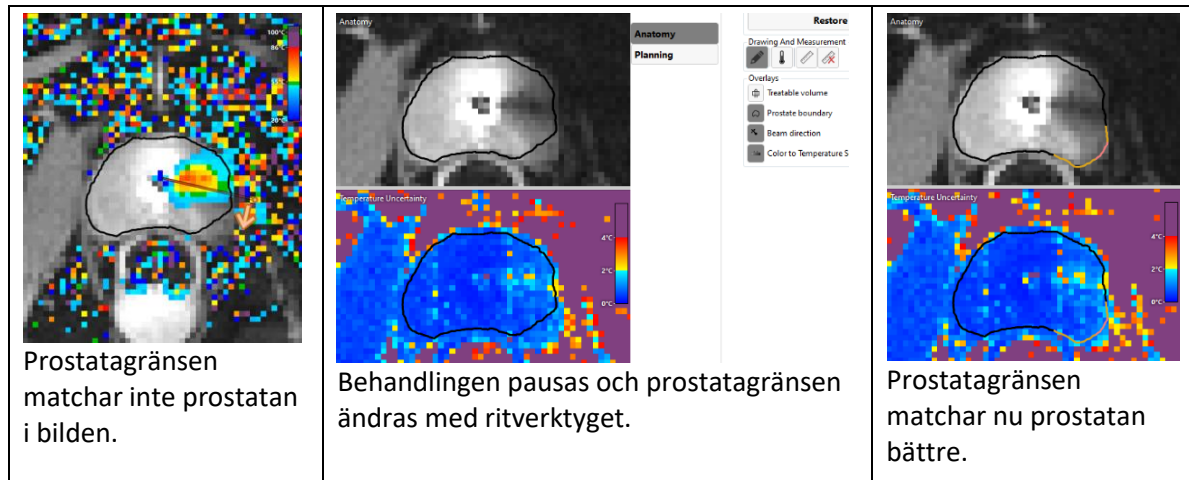 100°C
86°C
55°C
20°C
Prostatagränsen
matchar inte prostatan
i bilden.
Anatomy
Temperature Uncertainty
4°C
2°C
0°C
Anatomy
Planning
Restore
Drawing And Measurement
Overlays
Treatable volume
Prostate boundary
Beam direction
Color to Temperature S
Behandlingen pausas och prostatagränsen
ändras med ritverktyget.
Anatomy
Temperature Uncertainty
4°C
2°C
0°C
Prostatagränsen
matchar nu prostatan
bättre.